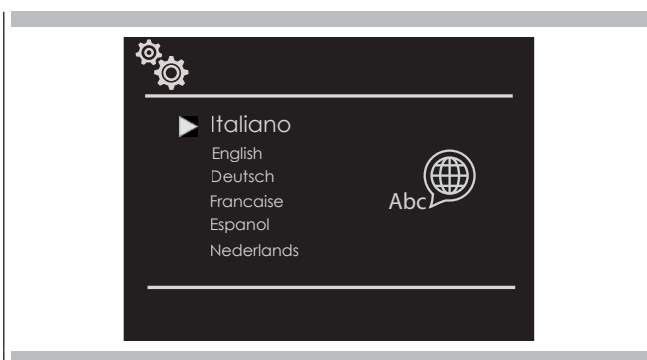 Italiano
English
Deutsch
Francaise
Espanol
Nederlands
Abc